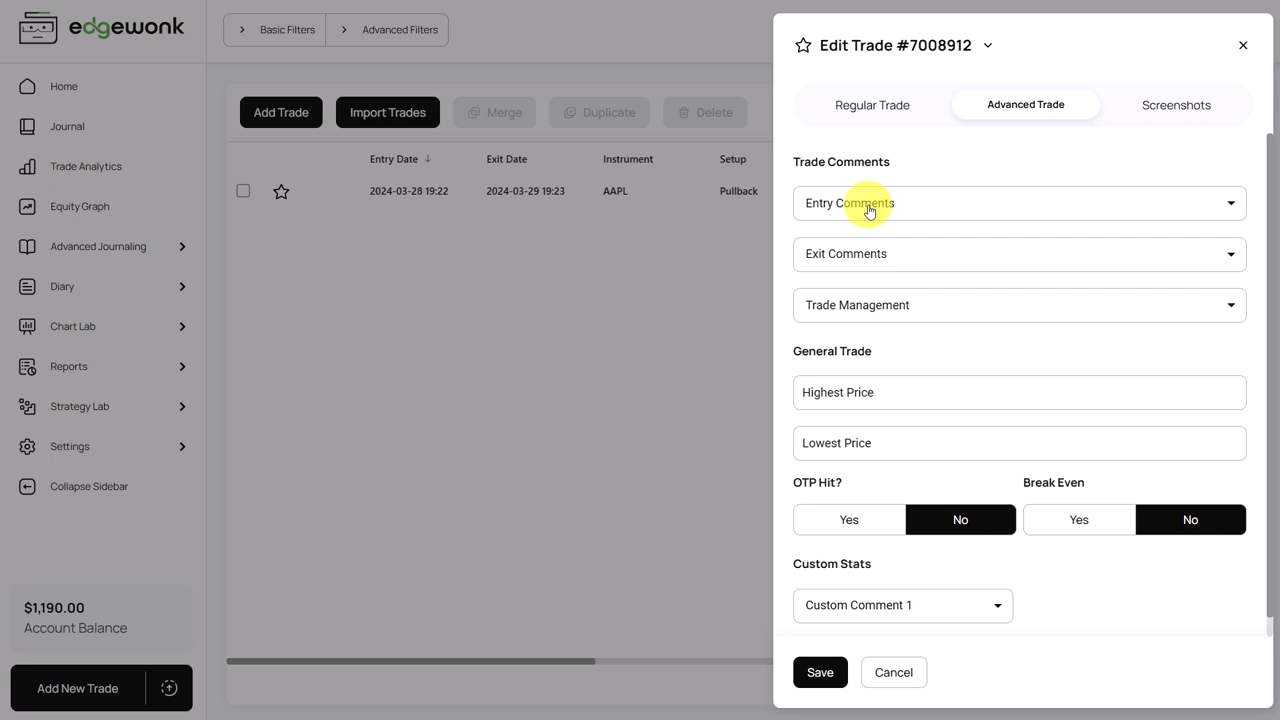 edgewonk
Basic Filters
Advanced Filters
Home
Journal
Trade Analytics
Equity Graph
Advanced Journaling
Diary
Chart Lab
Reports
Strategy Lab
Settings
Collapse Sidebar
$1,190.00
Account Balance
Add New Trade
Add Trade
Import Trades
Merge
Duplicate
Delete
Entry Date
Exit Date
Instrument
Setup
2024-03-28 19:22
2024-03-29 19:23
AAPL
Pullback
Edit Trade #7008912
Regular Trade
Advanced Trade
Screenshots
Trade Comments
Entry Comments
Exit Comments
Trade Management
General Trade
Highest Price
Lowest Price
OTP Hit?
Break Even
Yes
No
Yes
No
Custom Stats
Custom Comment 1
Save
Cancel